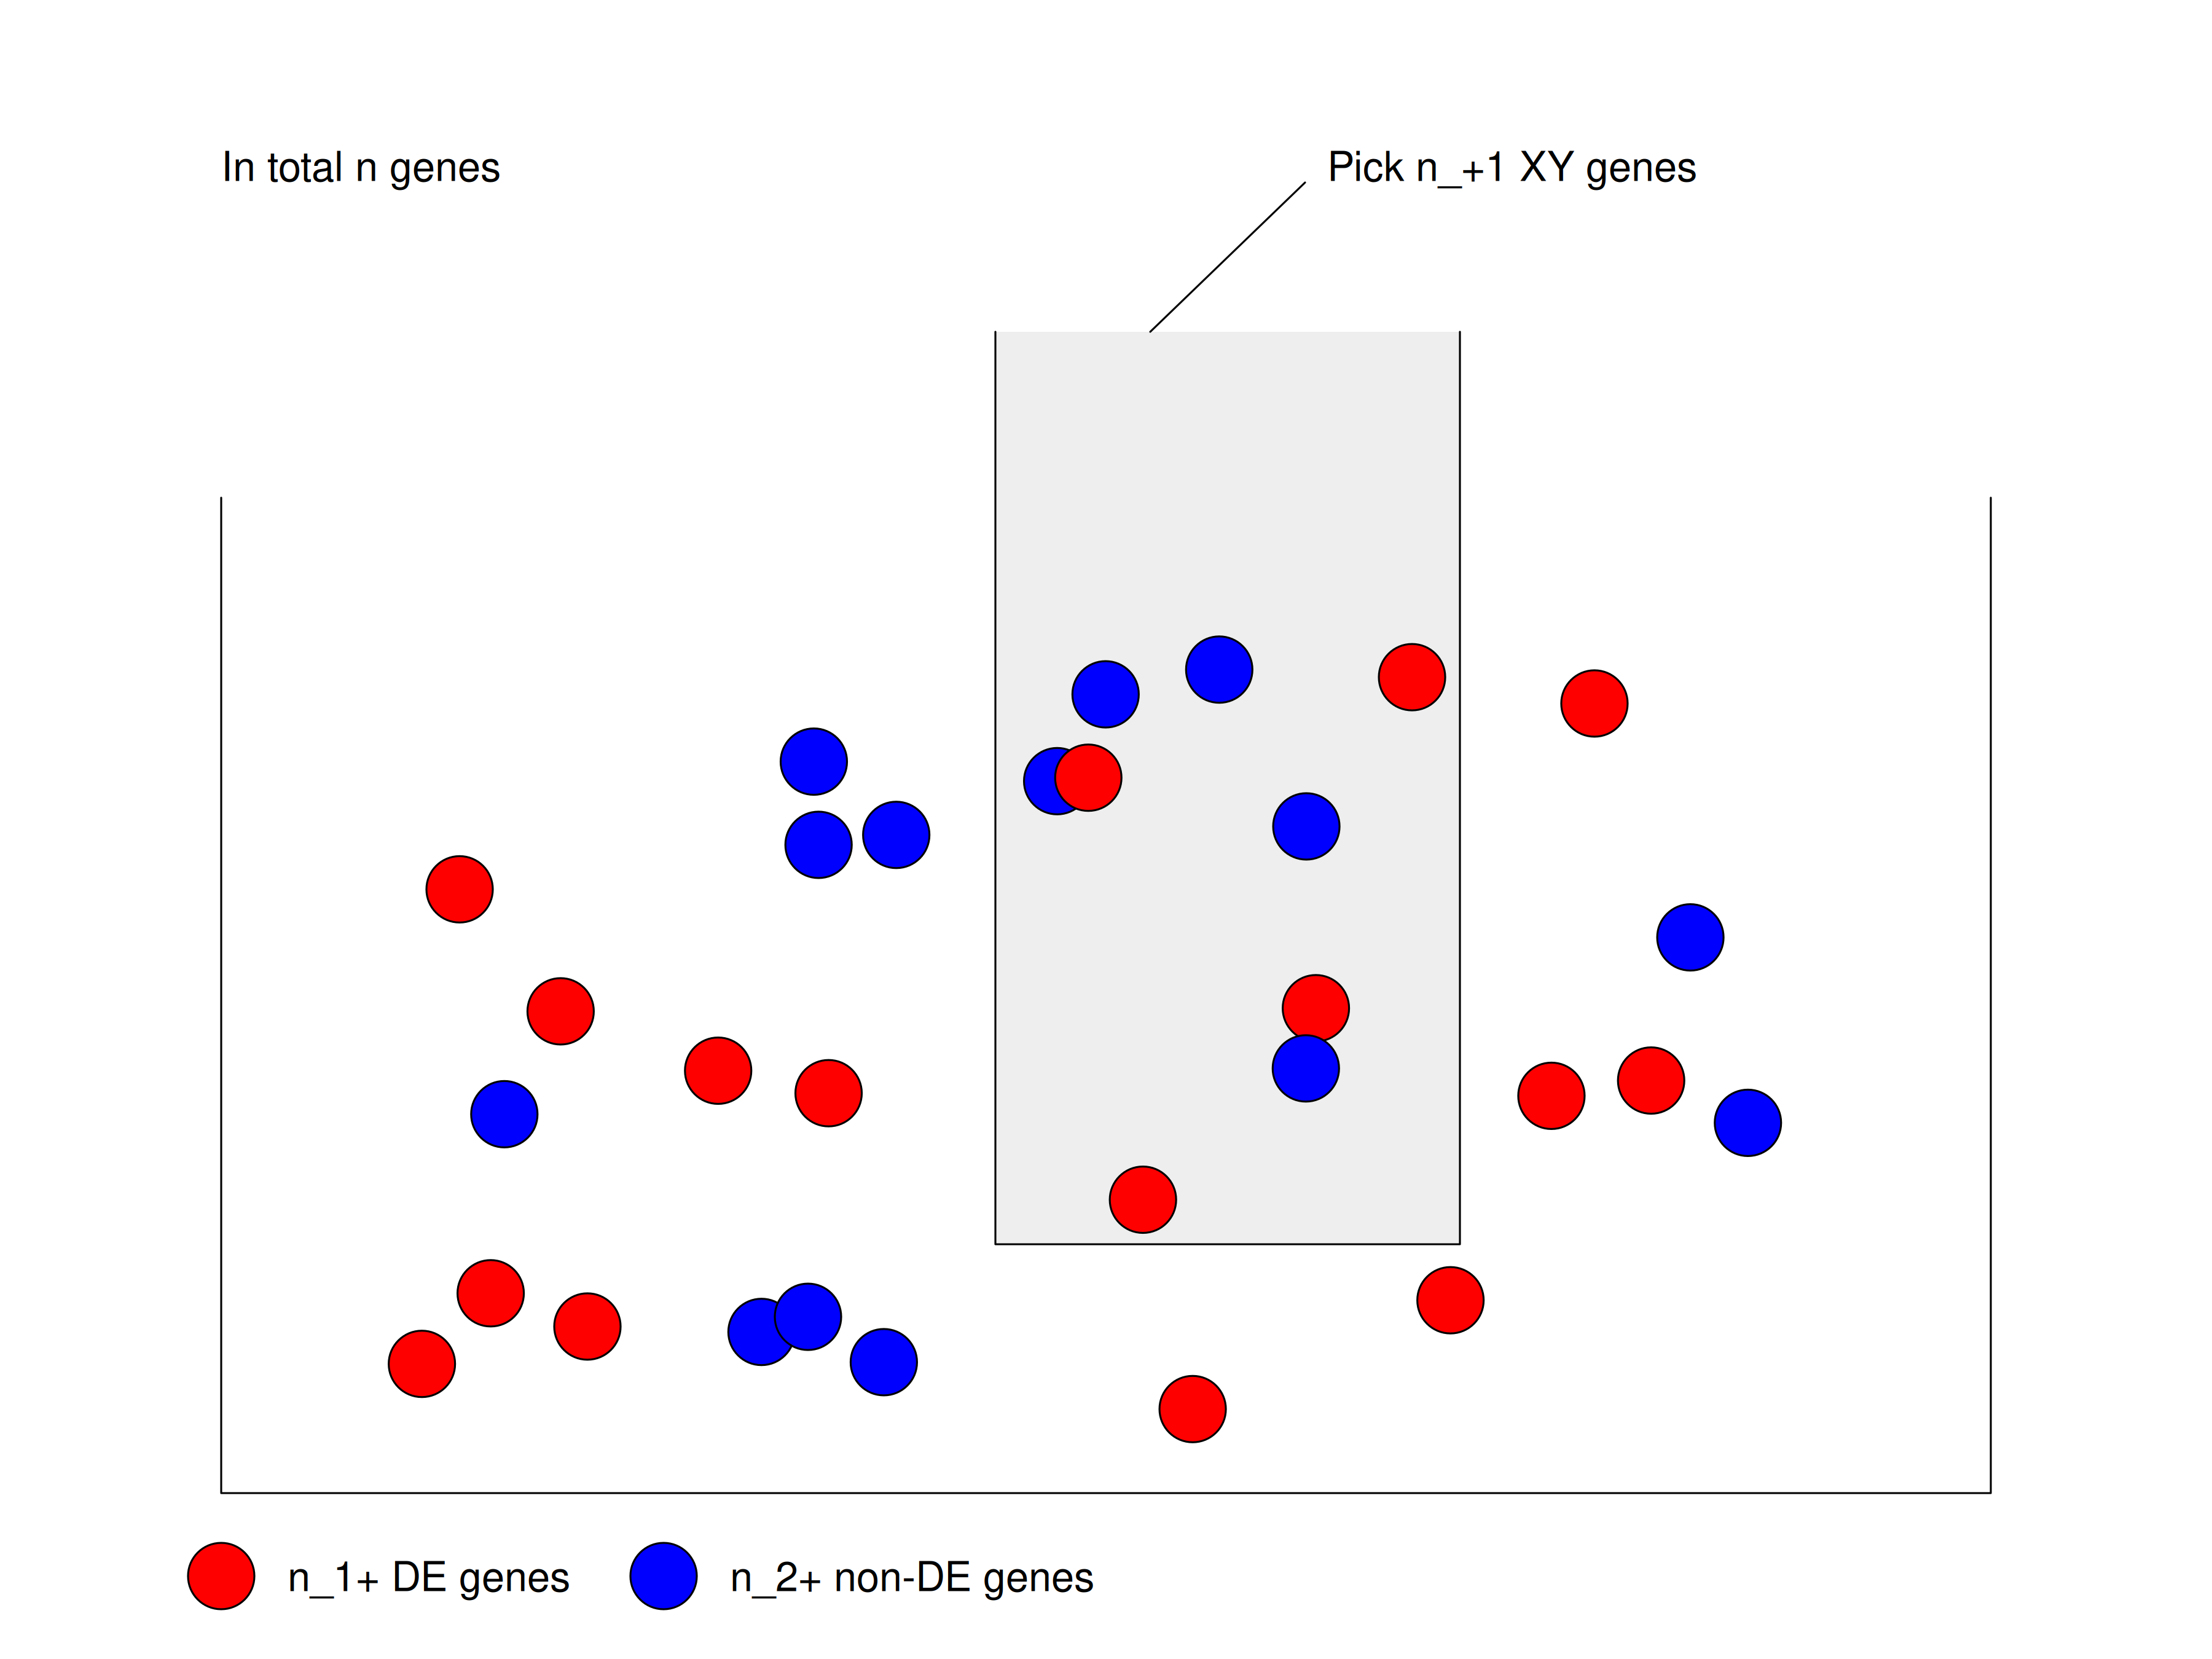 In total n genes
Pick n_+1 XY genes
n_1+ DE genes
n_2+ non-DE genes